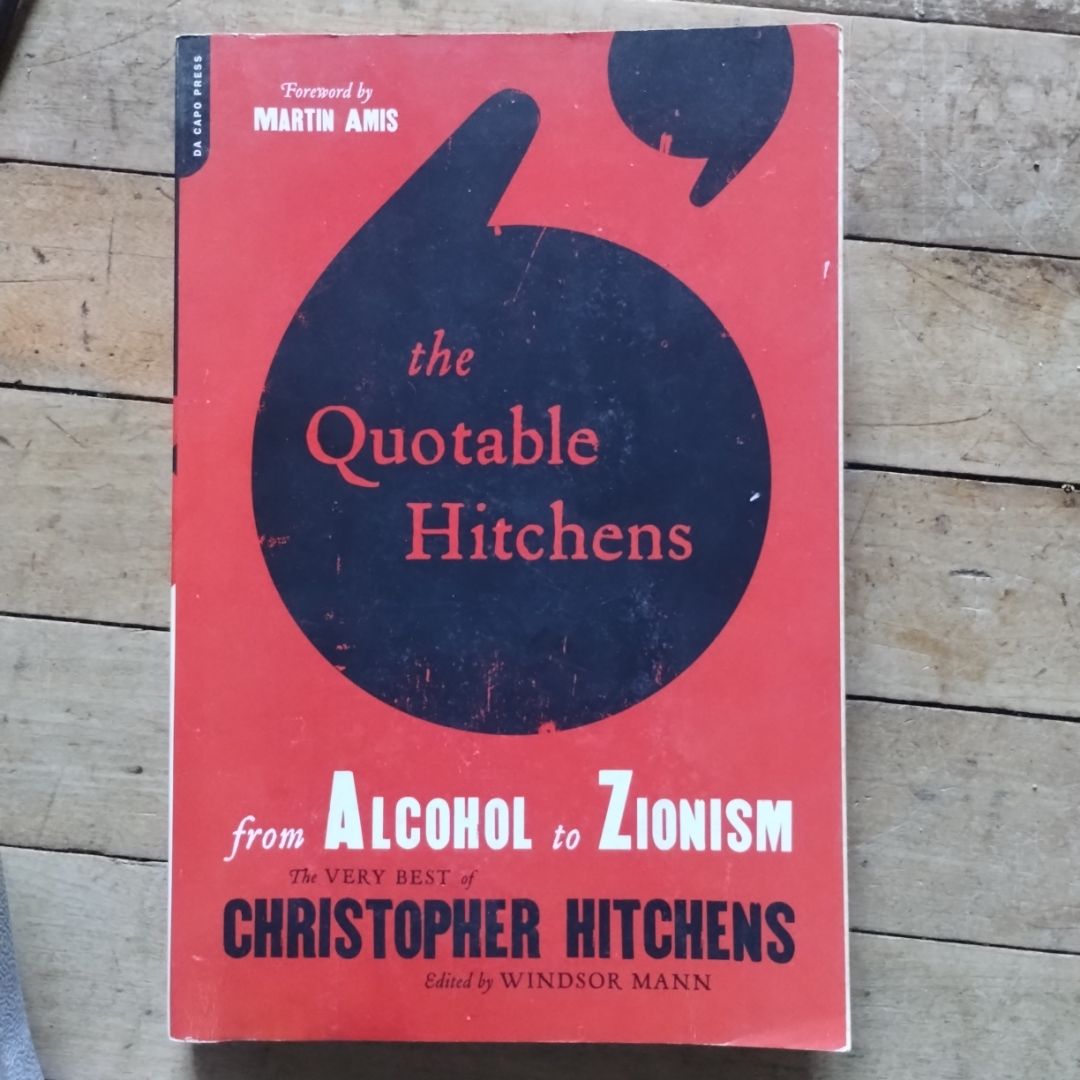 DA CAPO PRESS
Foreword by
MARTIN AMIS
the
Quotable
Hitchens
from ALCOHOL to ZIONISM
The VERY BEST of
CHRISTOPHER HITCHENS
Edited by WINDSOR MANN